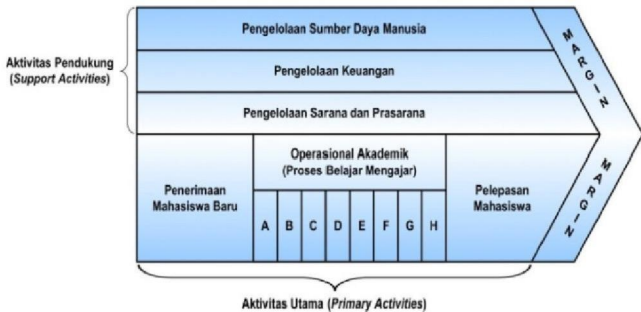 Pengelolaan Sumber Daya Manusia
Aktivitas Pendukung
(Support Activities)
Pengelolaan Keuangan
Pengelolaan Sarana dan Prasarana
MARGIN
Operasional Akademik
(Proses Belajar Mengajar)
Penerimaan
Mahasiswa Baru
A B C D E F G H
Pelepasan
Mahasiswa
MARGIN
Aktivitas Utama (Primary Activities)